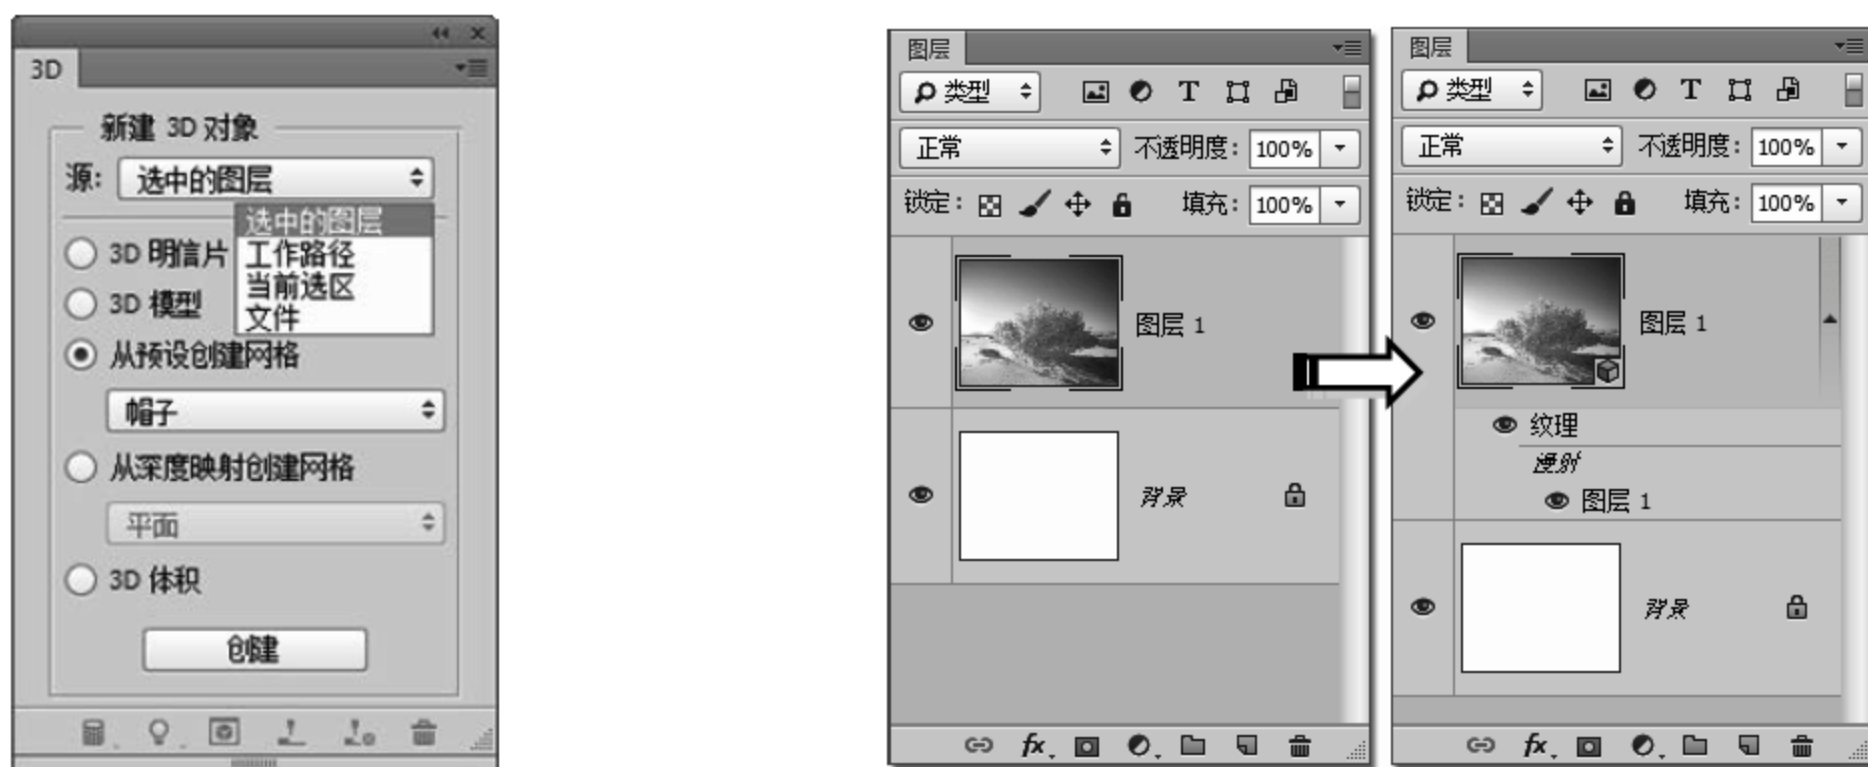 3D
新建 3D 对象
源: 选中的图层
选中的图层
工作路径
当前选区
文件
3D 明信片
3D 模型
从预设创建网格
帽子
从深度映射创建网格
平面
3D 体积
创建
图层
类型
正常 不透明度: 100%
锁定: 填充: 100%
图层 1
背景
fx
图层
类型
正常 不透明度: 100%
锁定: 填充: 100%
图层 1
纹理
漫射
图层 1
背景
fx